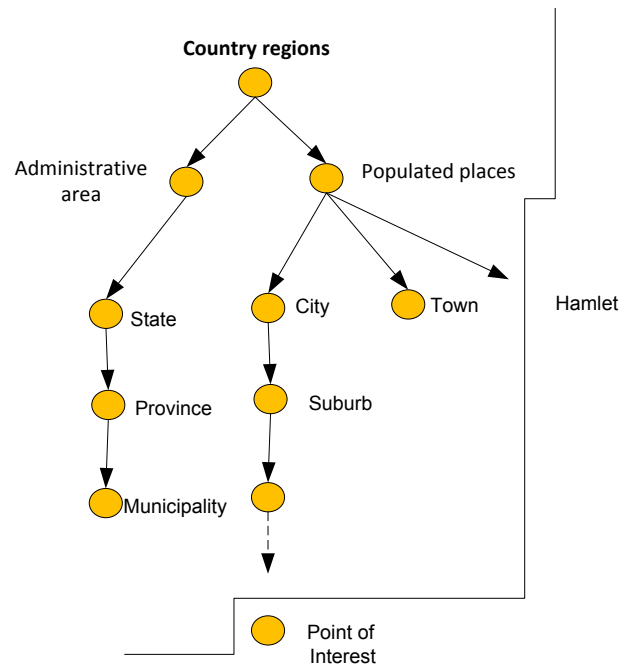 Country regions
Administrative
area
Populated places
State
City
Town
Hamlet
Province
Suburb
Municipality
Point of
Interest